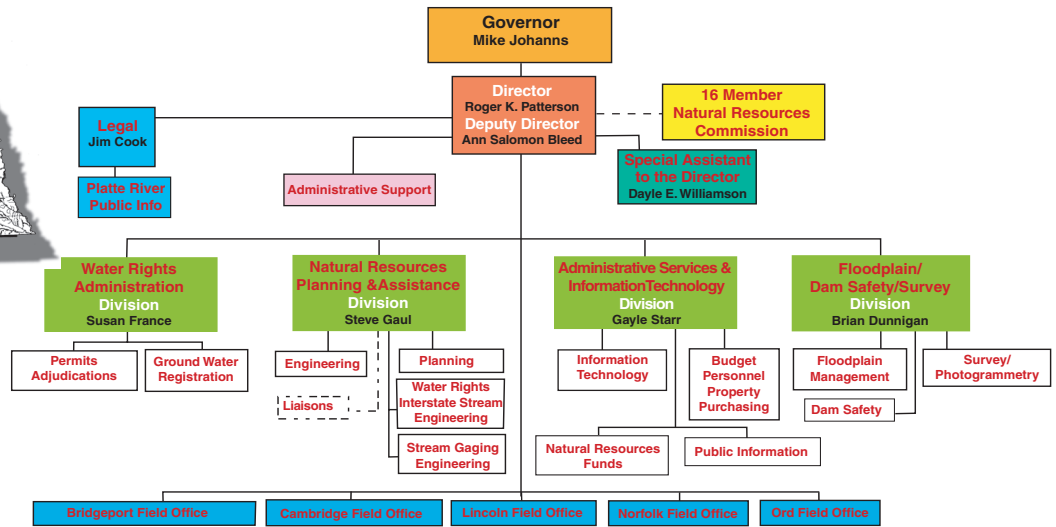 Governor
Mike Johanns
Director
Roger K. Patterson
Deputy Director
Ann Salomon Bleed
16 Member
Natural Resources
Commission
Legal
Jim Cook
Platte River
Public Info
Administrative Support
Special Assistant
to the Director
Dayle E. Williamson
Water Rights
Administration
Division
Susan France
Natural Resources
Planning &Assistance
Division
Steve Gaul
Administrative Services &
InformationTechnology
Division
Gayle Starr
Floodplain/
Dam Safety/Survey
Division
Brian Dunnigan
Permits
Adjudications
Ground Water
Registration
Engineering
Planning
Liaisons
Water Rights
Interstate Stream
Engineering
Stream Gaging
Engineering
Information
Technology
Budget
Personnel
Property
Purchasing
Natural Resources
Funds
Public Information
Floodplain
Management
Survey/
Photogrammetry
Dam Safety
Bridgeport Field Office
Cambridge Field Office
Lincoln Field Office
Norfolk Field Office
Ord Field Office